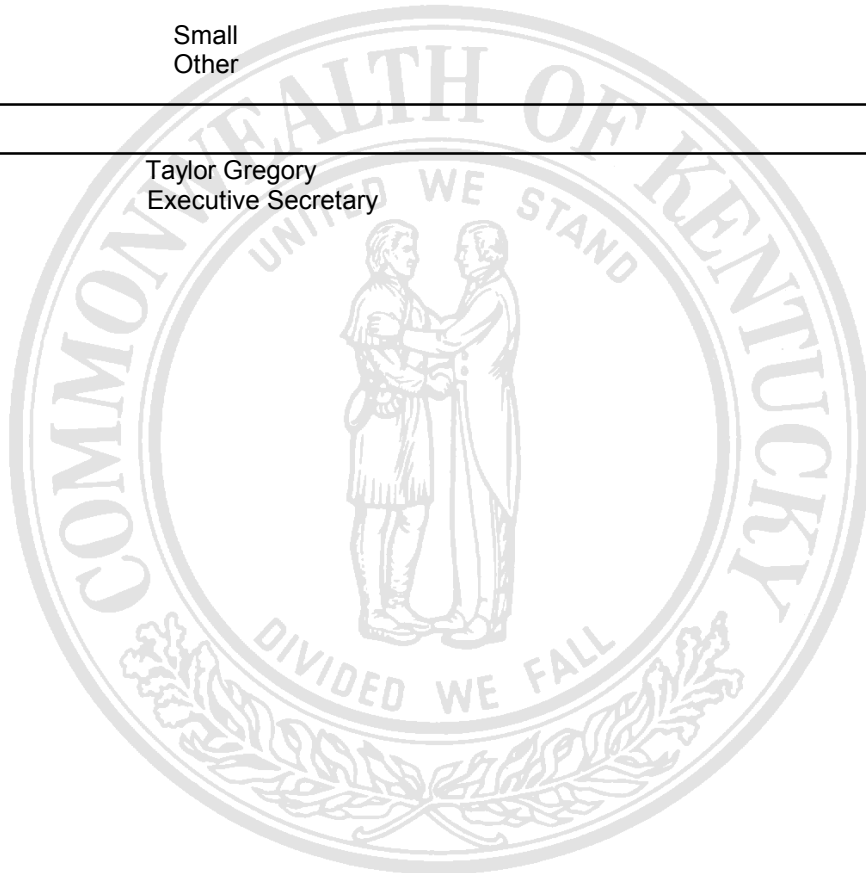 Small
Other
Taylor Gregory
Executive Secretary
COMMONWEALTH OF KENTUCKY
UNITED WE STAND
DIVIDED WE FALL